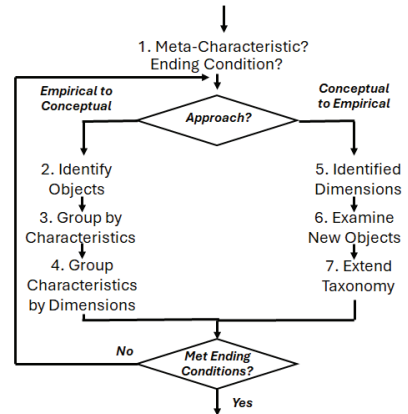 1. Meta-Characteristic?
Ending Condition?
Empirical to
Conceptual
Approach?
Conceptual
to Empirical
2. Identify
Objects
3. Group by
Characteristics
4. Group
Characteristics
by Dimensions
5. Identified
Dimensions
6. Examine
New Objects
7. Extend
Taxonomy
No
Met Ending
Conditions?
Yes